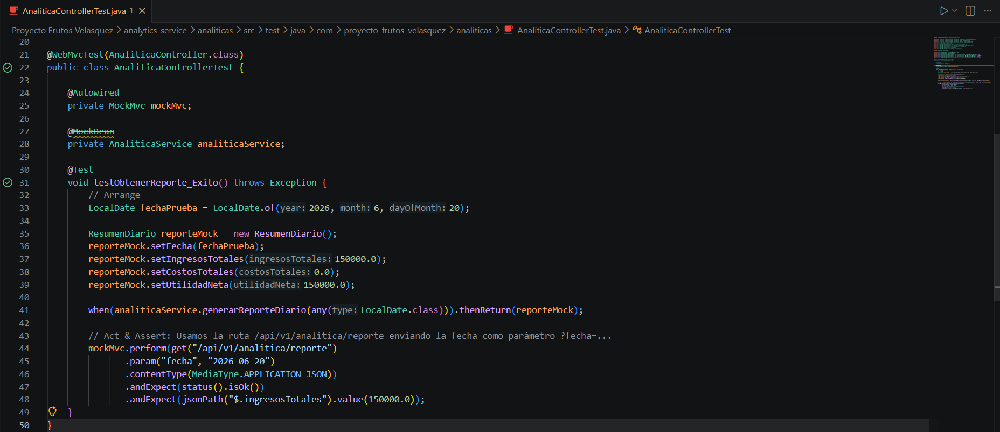 AnaliticaControllerTest.java 1
Proyecto Frutos Velasquez > analytics-service > analiticas > src > test > java > com > proyecto_frutos_velasquez > analiticas > AnaliticaControllerTest.java > AnaliticaControllerTest
20
21 @WebMvcTest(AnaliticaController.class)
22 public class AnaliticaControllerTest {
23
24 @Autowired
25 private MockMvc mockMvc;
26
27 @MockBean
28 private AnaliticaService analiticaService;
29
30 @Test
31 void testObtenerReporte_Exito() throws Exception {
32 // Arrange
33 LocalDate fechaPrueba = LocalDate.of(year: 2026, month: 6, dayOfMonth: 20);
34
35 ResumenDiario reporteMock = new ResumenDiario();
36 reporteMock.setFecha(fechaPrueba);
37 reporteMock.setIngresosTotales(ingresosTotales: 150000.0);
38 reporteMock.setCostosTotales(costosTotales: 0.0);
39 reporteMock.setUtilidadNeta(utilidadNeta: 150000.0);
40
41 when(analiticaService.generarReporteDiario(any(type: LocalDate.class))).thenReturn(reporteMock);
42
43 // Act & Assert: Usamos la ruta /api/v1/analitica/reporte enviando la fecha como parámetro ?fecha=...
44 mockMvc.perform(get("/api/v1/analitica/reporte")
45 .param("fecha", "2026-06-20")
46 .contentType(MediaType.APPLICATION_JSON))
47 .andExpect(status().isOk())
48 .andExpect(jsonPath("$.ingresosTotales").value(150000.0));
49 }
50 }